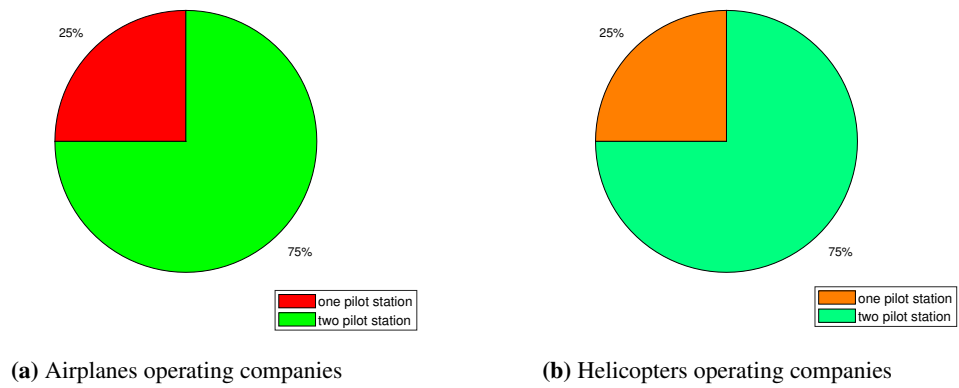 25%
75%
one pilot station
two pilot station
(a) Airplanes operating companies
25%
75%
one pilot station
two pilot station
(b) Helicopters operating companies